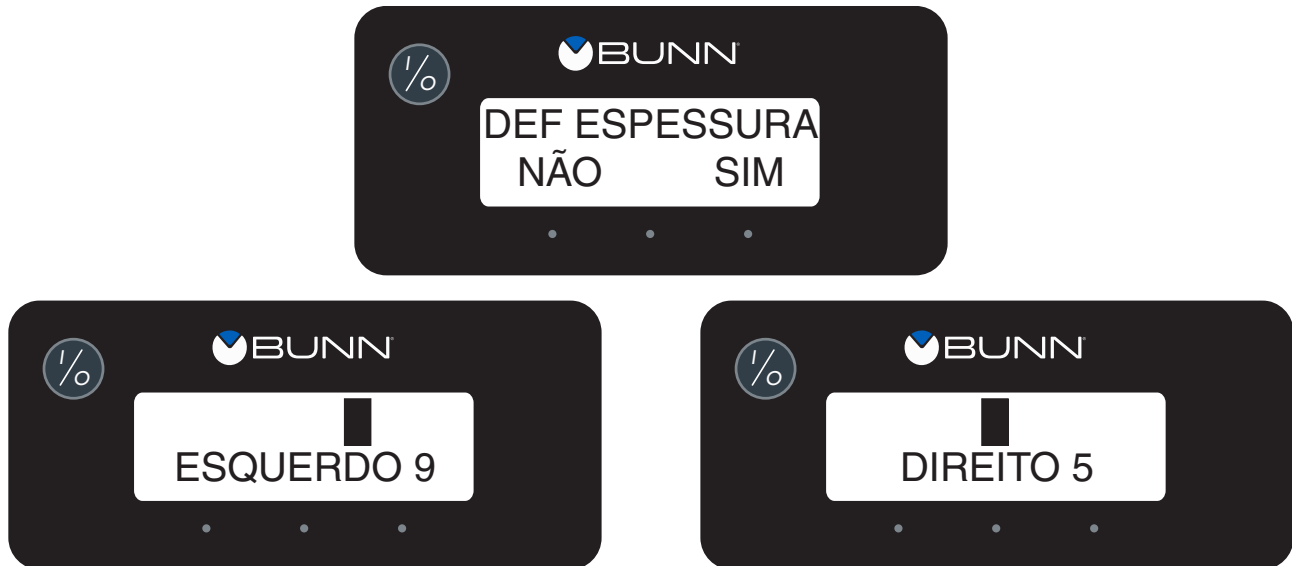 I/O
BUNN®
DEF ESPESSURA
NÃO SIM
I/O
BUNN®
ESQUERDO 9
I/O
BUNN®
DIREITO 5